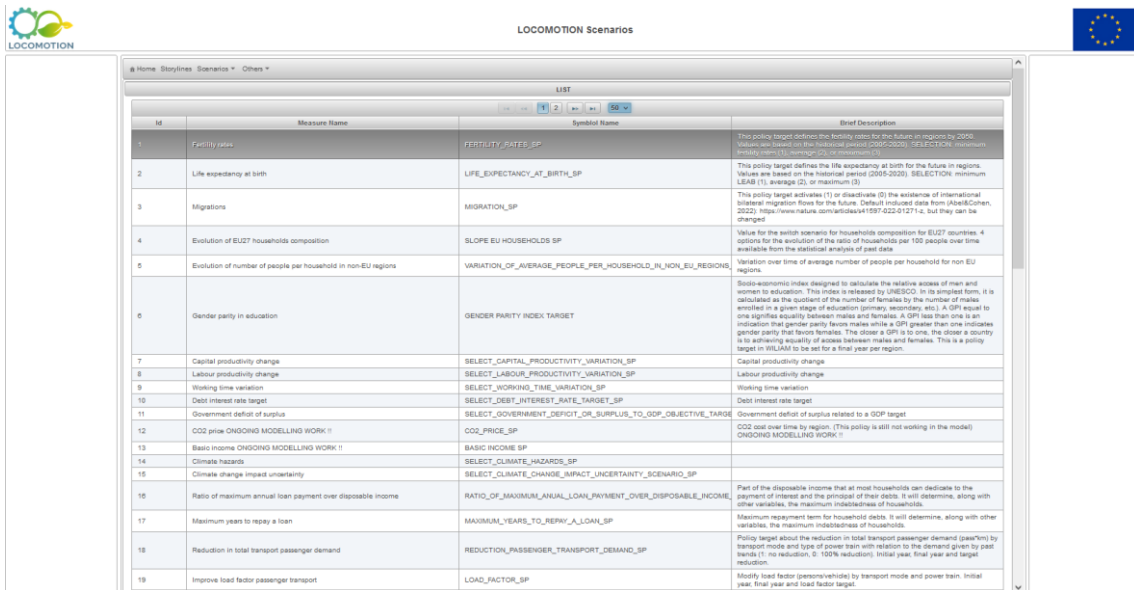 LOCOMOTION Scenarios
LOCOMOTION
Home Storylines Scenarios Others
LIST
1 2 50
Id Measure Name Symblol Name Brief Description
1 Fertility rates FERTILITY_RATES_SP This policy target defines the fertility rates for the future in regions by 2050.
Values are based on the historical period (2005-2020). SELECTION: minimum
fertility rates (1), average (2), or maximum (3)
2 Life expectancy at birth LIFE_EXPECTANCY_AT_BIRTH_SP This policy target defines the life expectancy at birth for the future in regions.
Values are based on the historical period (2005-2020). SELECTION: minimum
LEAB (1), average (2), or maximum (3)
3 Migrations MIGRATION_SP This policy target activates (1) or disactivate (0) the existence of international
bilateral migration flows for the future. Default induced data from (Abel&Cohen,
2022): https://www.nature.com/articles/s41597-022-01271-z, but they can be
changed
4 Evolution of EU27 households composition SLOPE EU HOUSEHOLDS SP Value for the switch scenario for households composition for EU27 countries. 4
options for the evolution of the ratio of households per 100 people over time
available from the statistical analysis of past data
5 Evolution of number of people per household in non-EU regions VARIATION_OF_AVERAGE_PEOPLE_PER_HOUSEHOLD_IN_NON_EU_REGIONS_ Variation over time of average number of people per household for non EU
regions.
6 Gender parity in education GENDER PARITY INDEX TARGET Socio-economic index designed to calculate the relative access of men and
women to education. This index is released by UNESCO. In its simplest form, it is
calculated as the quotient of the number of females by the number of males
enrolled in a given stage of education (primary, secondary, etc.). A GPI equal to
one signifies equality between males and females. A GPI less than one is an
indication that gender parity favors males while a GPI greater than one indicates
gender parity that favors females. The closer a GPI is to one, the closer a country
is to achieving equality of access between males and females. This is a policy
target in WILIAM to be set for a final year per region.
7 Capital productivity change SELECT_CAPITAL_PRODUCTIVITY_VARIATION_SP Capital productivity change
8 Labour productivity change SELECT_LABOUR_PRODUCTIVITY_VARIATION_SP Labour productivity change
9 Working time variation SELECT_WORKING_TIME_VARIATION_SP Working time variation
10 Debt interest rate target SELECT_DEBT_INTEREST_RATE_TARGET_SP Debt interest rate target
11 Government deficit of surplus SELECT_GOVERNMENT_DEFICIT_OR_SURPLUS_TO_GDP_OBJECTIVE_TARGE Government deficit of surplus related to a GDP target
12 CO2 price ONGOING MODELLING WORK !! CO2_PRICE_SP CO2 cost over time by region. (This policy is still not working in the model)
ONGOING MODELLING WORK !!
13 Basic income ONGOING MODELLING WORK !! BASIC INCOME SP
14 Climate hazards SELECT_CLIMATE_HAZARDS_SP
15 Climate change impact uncertainty SELECT_CLIMATE_CHANGE_IMPACT_UNCERTAINTY_SCENARIO_SP
16 Ratio of maximum annual loan payment over disposable income RATIO_OF_MAXIMUM_ANUAL_LOAN_PAYMENT_OVER_DISPOSABLE_INCOME_ Part of the disposable income that at most households can dedicate to the
payment of interest and the principal of their debts. It will determine, along with
other variables, the maximum indebtedness of households.
17 Maximum years to repay a loan MAXIMUM_YEARS_TO_REPAY_A_LOAN_SP Maximum repayment term for household debts. It will determine, along with other
variables, the maximum indebtedness of households.
18 Reduction in total transport passenger demand REDUCTION_PASSENGER_TRANSPORT_DEMAND_SP Policy target about the reduction in total transport passenger demand (pass*km) by
transport mode and type of power train with relation to the demand given by past
trends (1: no reduction, 0: 100% reduction). Initial year, final year and target
reduction.
19 Improve load factor passenger transport LOAD_FACTOR_SP Modify load factor (persons/vehicle) by transport mode and power train. Initial
year, final year and load factor target.